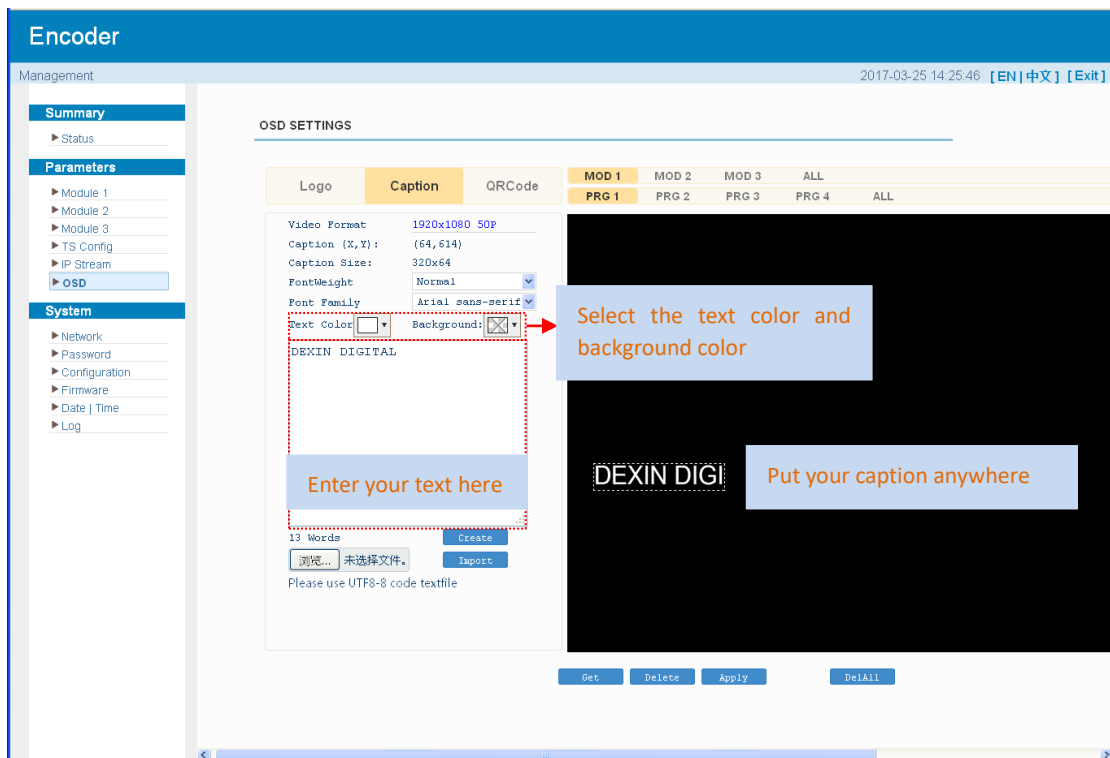 Encoder
Management
2017-03-25 14:25:46 [ EN | 中文 ] [ Exit ]
Summary
Status
Parameters
Module 1
Module 2
Module 3
TS Config
IP Stream
OSD
System
Network
Password
Configuration
Firmware
Date | Time
Log
OSD SETTINGS
Logo Caption QRCode
MOD 1 MOD 2 MOD 3 ALL
PRG 1 PRG 2 PRG 3 PRG 4 ALL
Video Format 1920x1080 50P
Caption (X,Y): (64,614)
Caption Size: 320x64
FontWeight Normal
Font Family Arial sans-serif
Text Color Background:
DEXIN DIGITAL
Select the text color and
background color
Enter your text here
DEXIN DIGI
Put your caption anywhere
13 Words Create
浏览... 未选择文件。 Import
Please use UTF8-8 code textfile
Get Delete Apply DelAll